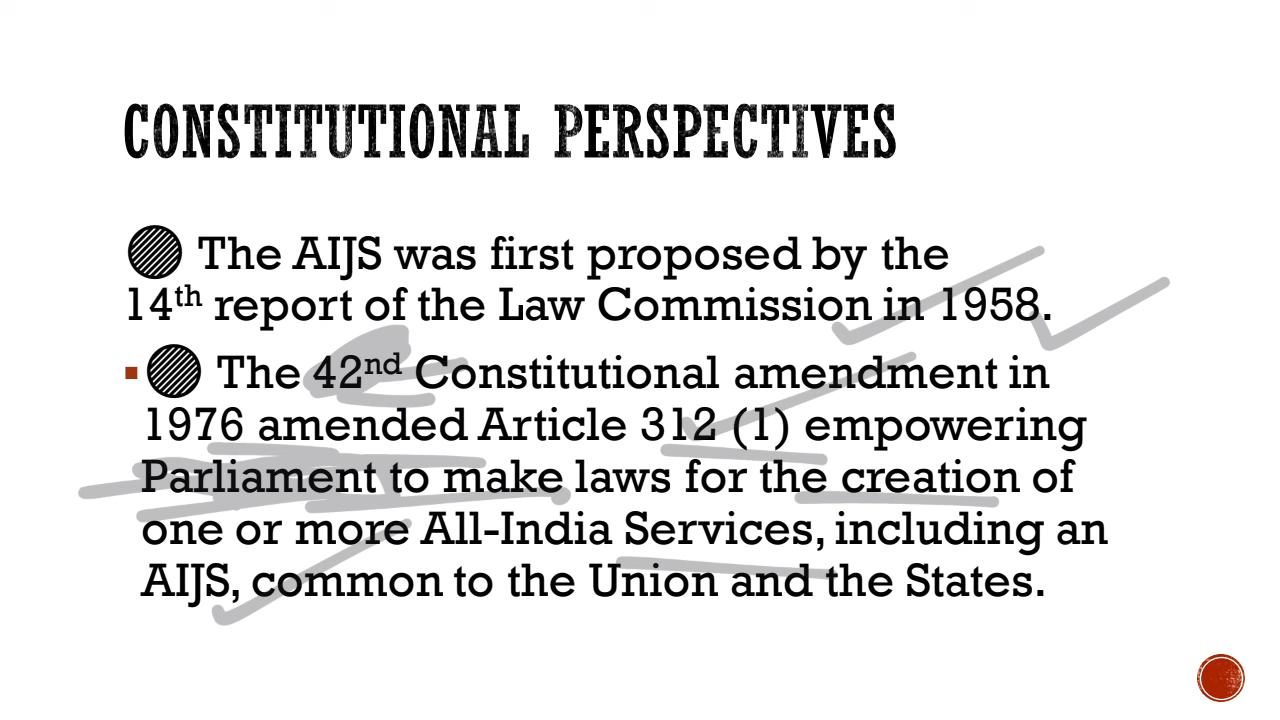 CONSTITUTIONAL PERSPECTIVES
The AIJS was first proposed by the
14th report of the Law Commission in 1958.
The 42nd Constitutional amendment in
1976 amended Article 312 (1) empowering
Parliament to make laws for the creation of
one or more All-India Services, including an
AIJS, common to the Union and the States.